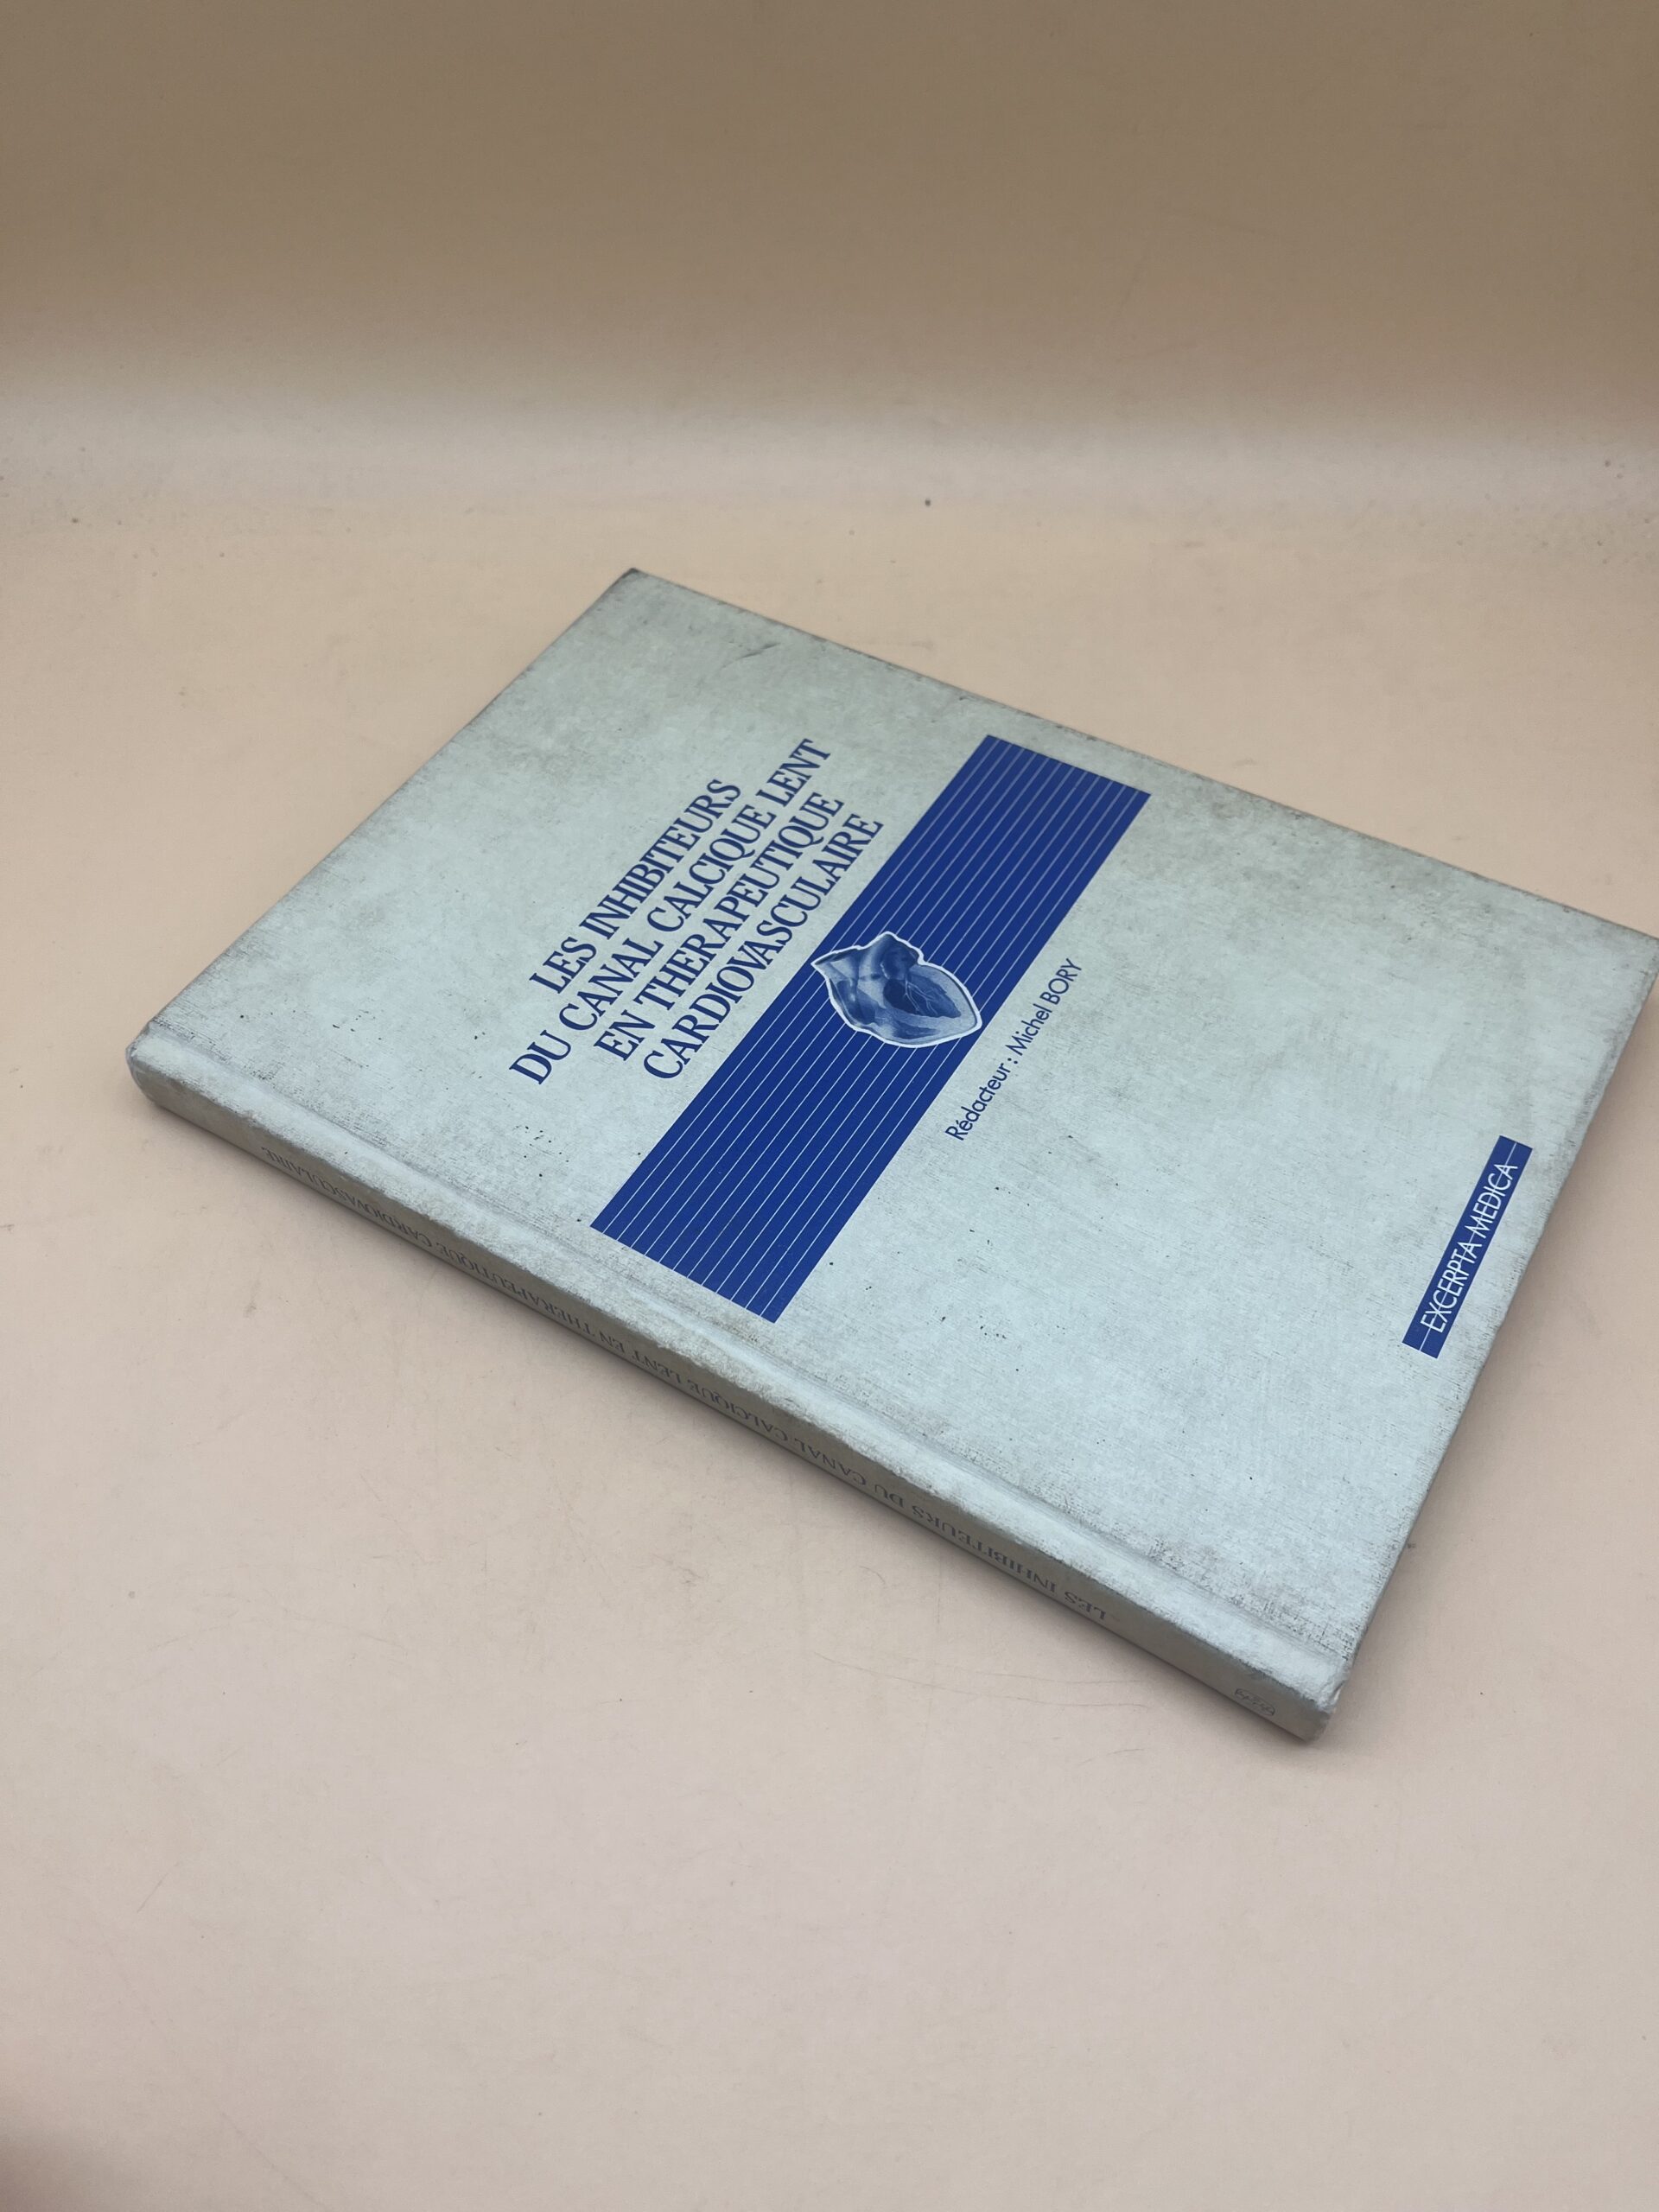 LES INHIBITEURS
DU CANAL CALCIQUE LENT
EN THERAPEUTIQUE
CARDIOVASCULAIRE
Rédacteur : Michel BORY
EXCERPTA MEDICA
LES INHIBITEURS DU CANAL CALCIQUE LENT EN THERAPEUTIQUE CARDIOVASCULAIRE